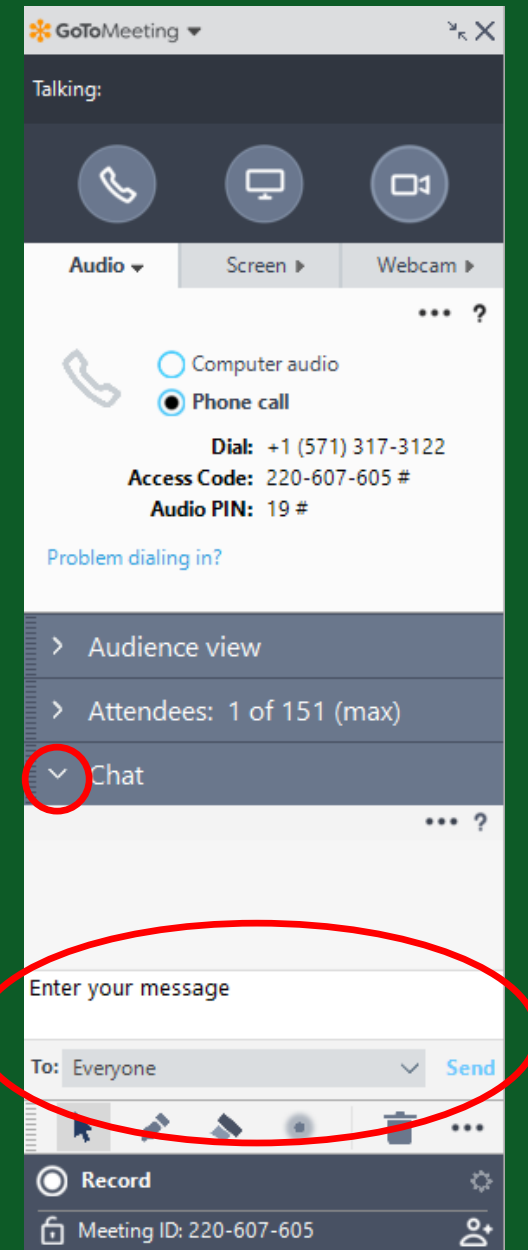 GoToMeeting
Talking:
Audio Screen Webcam
... ?
Computer audio
Phone call
Dial: +1 (571) 317-3122
Access Code: 220-607-605 #
Audio PIN: 19 #
Problem dialing in?
Audience view
Attendees: 1 of 151 (max)
Chat
... ?
Enter your message
To: Everyone Send
...
Record
Meeting ID: 220-607-605